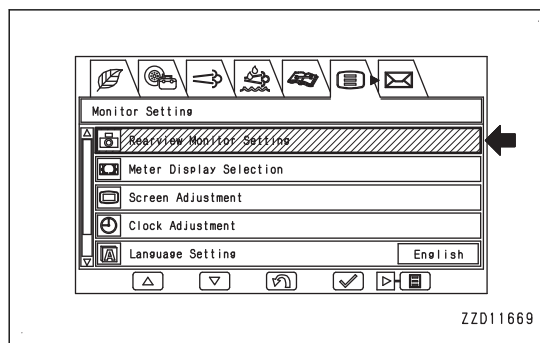 Monitor Setting
Rearview Monitor Setting
Meter Display Selection
Screen Adjustment
Clock Adjustment
Language Setting English
ZZD11669